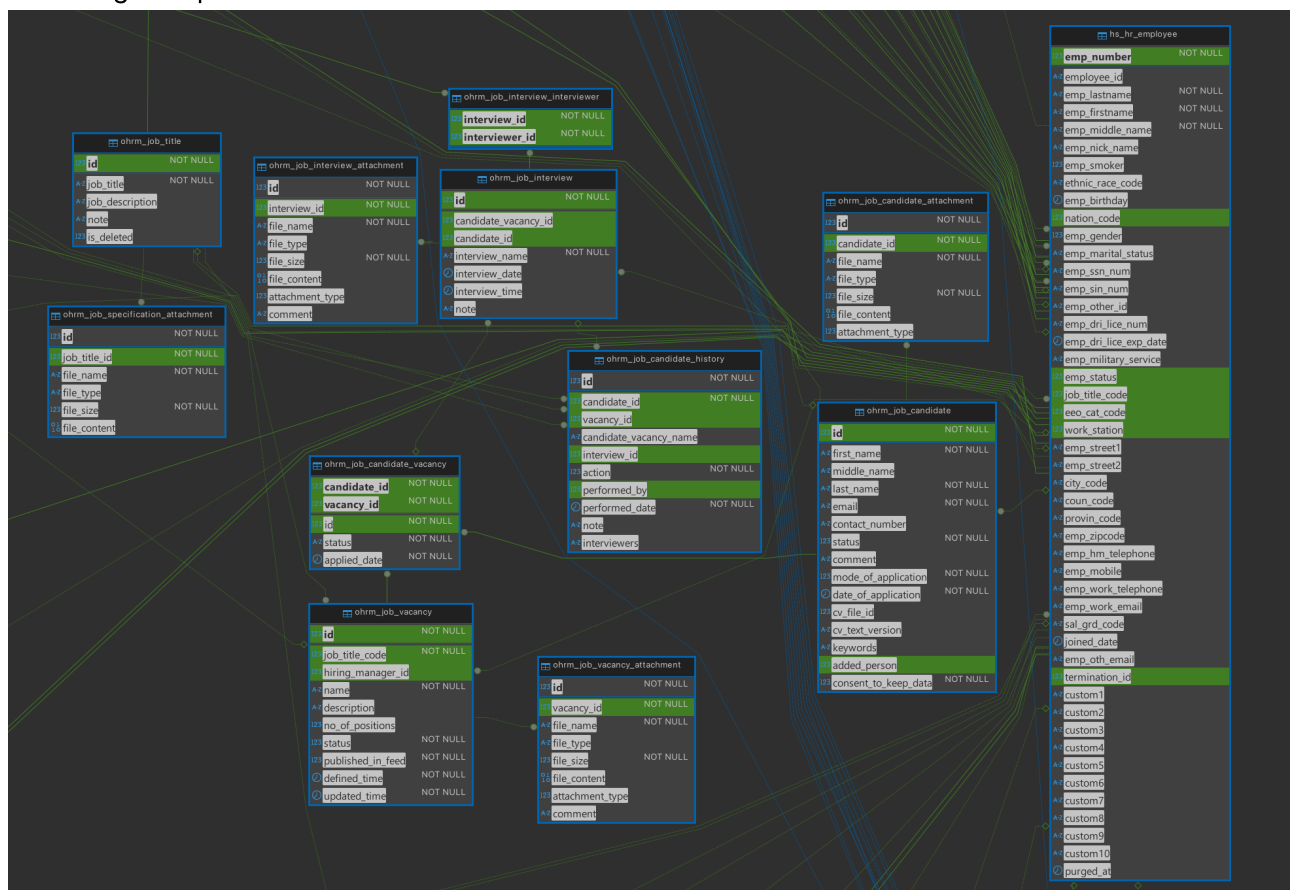 hs_hr_employee
emp_number NOT NULL
employee_id
emp_lastname NOT NULL
emp_firstname NOT NULL
emp_middle_name NOT NULL
emp_nick_name
emp_smoker
ethnic_race_code
emp_birthday
nation_code
emp_gender
emp_marital_status
emp_ssn_num
emp_sin_num
emp_other_id
emp_dri_lice_num
emp_dri_lice_exp_date
emp_military_service
emp_status
job_title_code
eeo_cat_code
work_station
emp_street1
emp_street2
city_code
coun_code
provin_code
emp_zipcode
emp_hm_telephone
emp_mobile
emp_work_telephone
emp_work_email
sal_grd_code
joined_date
emp_oth_email
termination_id
custom1
custom2
custom3
custom4
custom5
custom6
custom7
custom8
custom9
custom10
purged_at
ohrm_job_interview_interviewer
interview_id NOT NULL
interviewer_id NOT NULL
ohrm_job_title
id NOT NULL
job_title NOT NULL
job_description
note
is_deleted
ohrm_job_interview_attachment
id NOT NULL
interview_id NOT NULL
file_name NOT NULL
file_type
file_size NOT NULL
file_content
attachment_type
comment
ohrm_job_interview
id NOT NULL
candidate_vacancy_id
candidate_id
interview_name NOT NULL
interview_date
interview_time
note
ohrm_job_candidate_attachment
id NOT NULL
candidate_id NOT NULL
file_name NOT NULL
file_type
file_size NOT NULL
file_content
attachment_type
ohrm_job_specification_attachment
id NOT NULL
job_title_id NOT NULL
file_name NOT NULL
file_type
file_size NOT NULL
file_content
ohrm_job_candidate_history
id NOT NULL
candidate_id NOT NULL
vacancy_id
candidate_vacancy_name
interview_id
action NOT NULL
performed_by
performed_date NOT NULL
note
interviewers
ohrm_job_candidate
id NOT NULL
first_name NOT NULL
middle_name
last_name NOT NULL
email NOT NULL
contact_number
status NOT NULL
comment
mode_of_application NOT NULL
date_of_application NOT NULL
cv_file_id
cv_text_version
keywords
added_person
consent_to_keep_data NOT NULL
ohrm_job_candidate_vacancy
candidate_id NOT NULL
vacancy_id NOT NULL
id NOT NULL
status NOT NULL
applied_date NOT NULL
ohrm_job_vacancy
id NOT NULL
job_title_code NOT NULL
hiring_manager_id
name NOT NULL
description
no_of_positions
status NOT NULL
published_in_feed NOT NULL
defined_time NOT NULL
updated_time NOT NULL
ohrm_job_vacancy_attachment
id NOT NULL
vacancy_id NOT NULL
file_name NOT NULL
file_type
file_size NOT NULL
file_content
attachment_type
comment